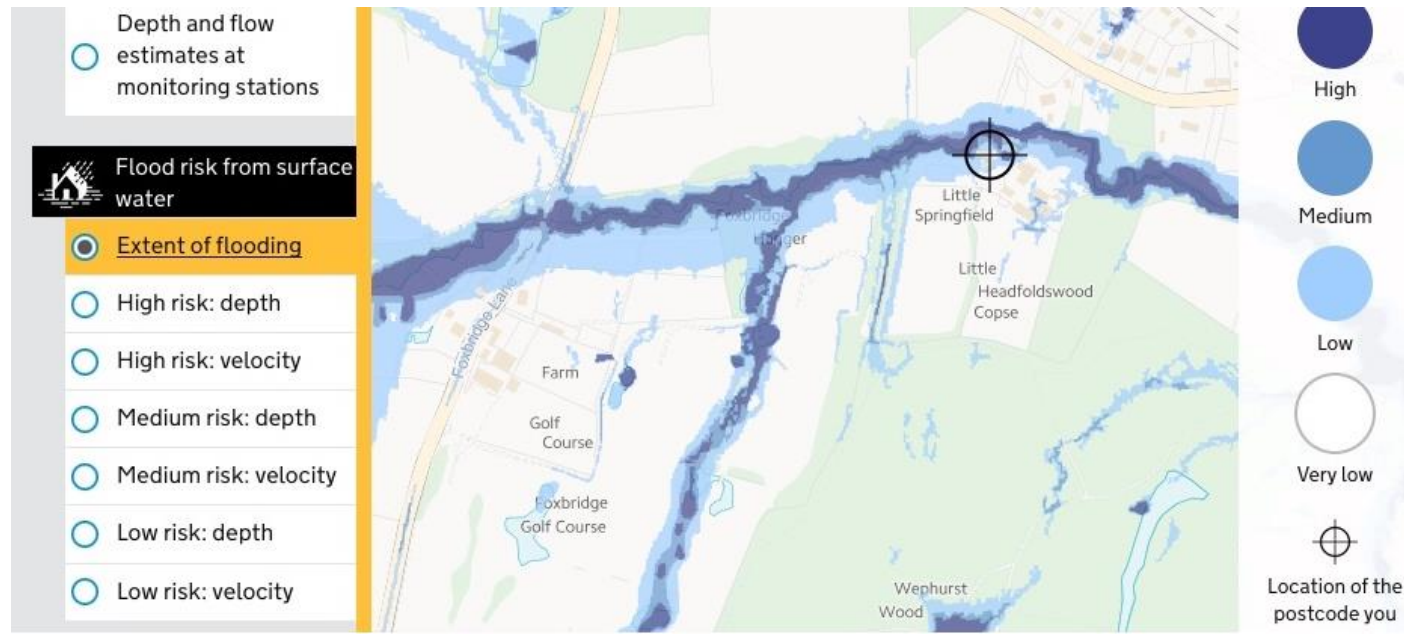 Depth and flow
estimates at
monitoring stations
Flood risk from surface
water
Extent of flooding
High risk: depth
High risk: velocity
Medium risk: depth
Medium risk: velocity
Low risk: depth
Low risk: velocity
Little
Springfield
Foxbridge
Hanger
Little
Headfoldswood
Copse
Foxbridge Lane
Farm
Golf
Course
Foxbridge
Golf Course
Wephurst
Wood
High
Medium
Low
Very low
Location of the
postcode you